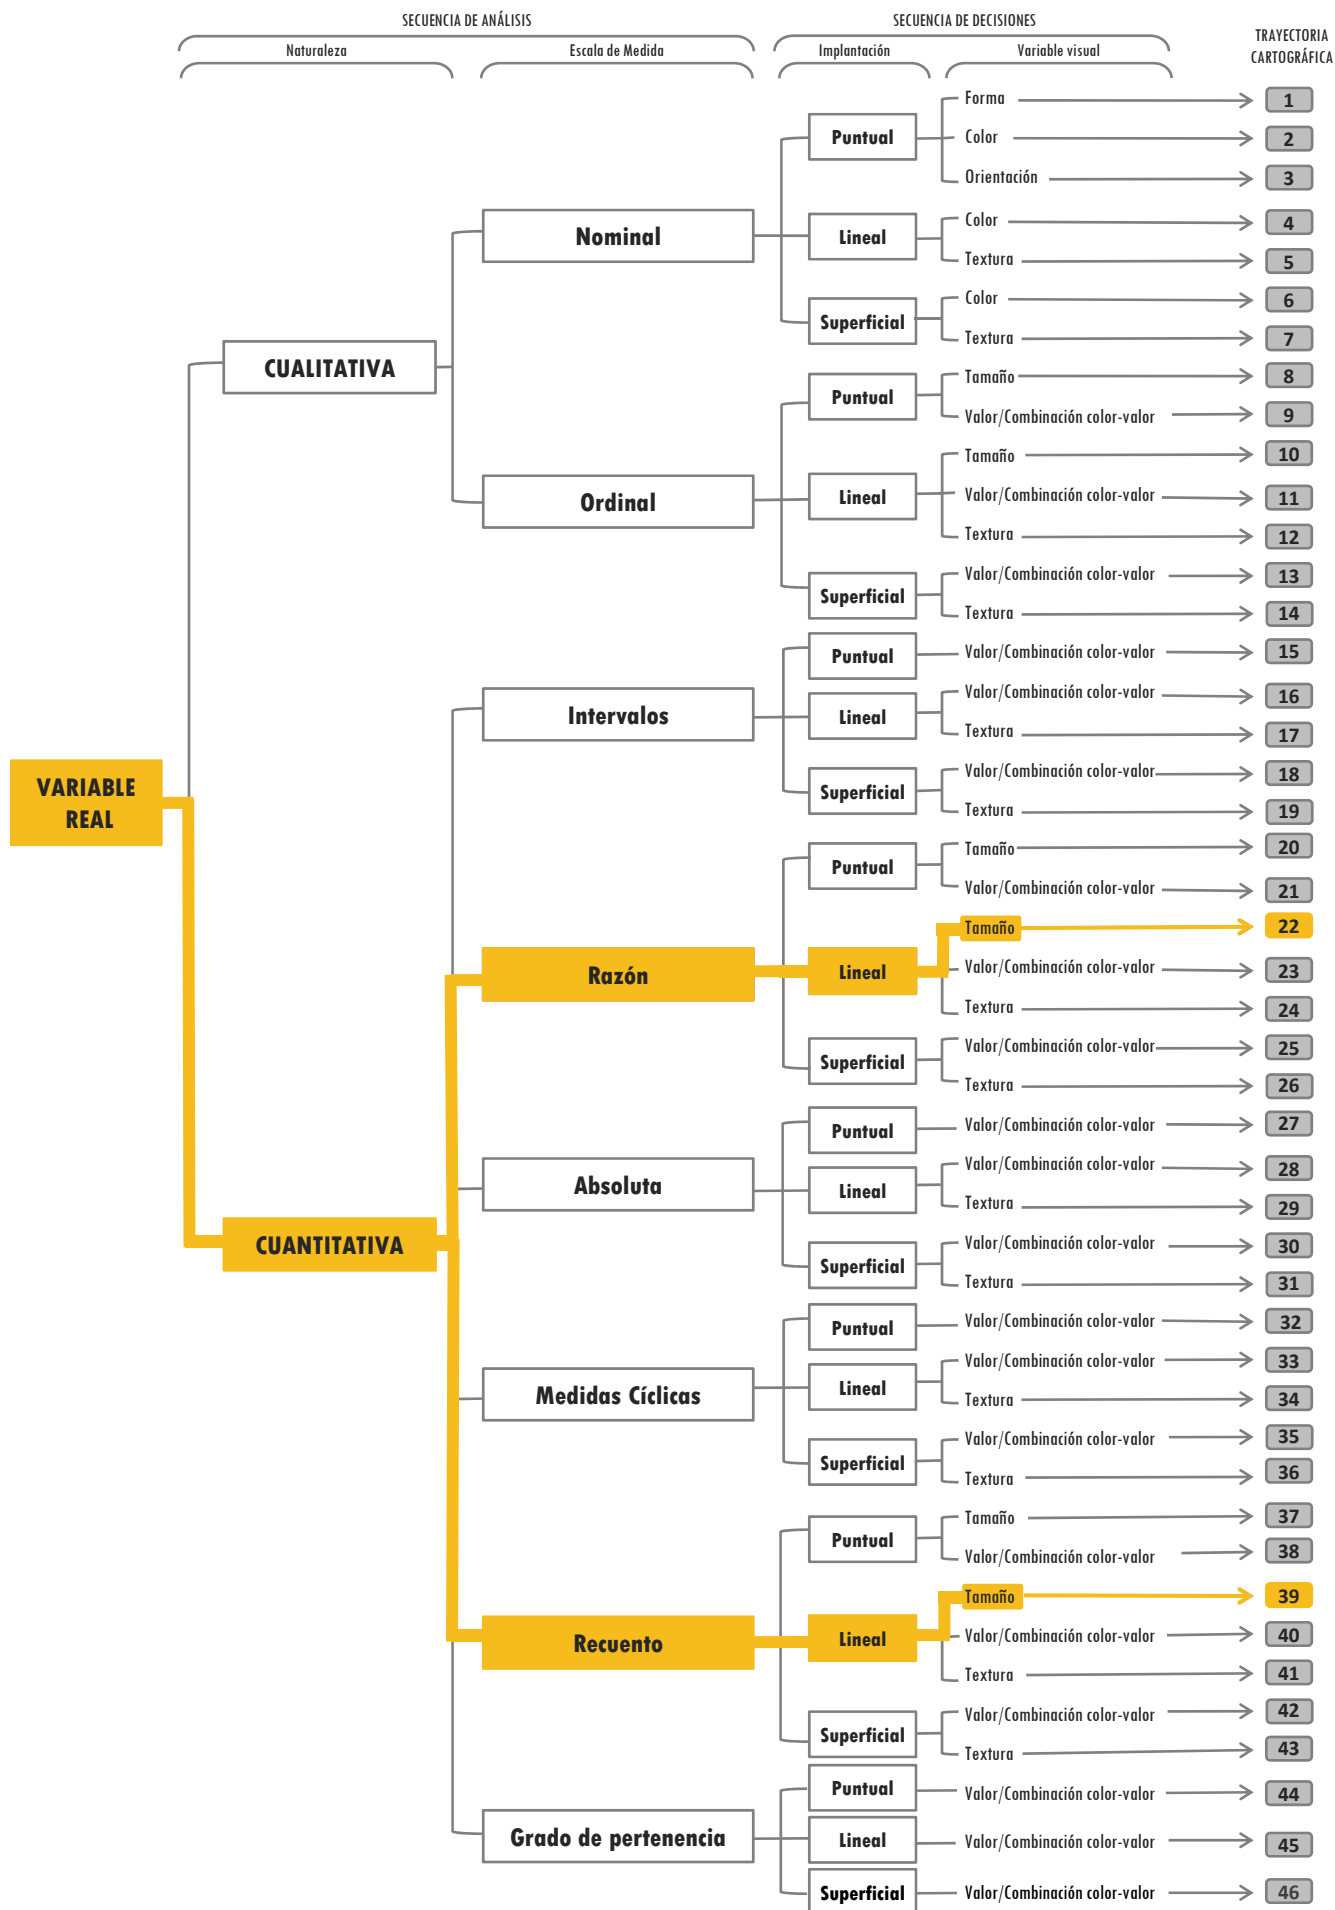 SECUENCIA DE ANÁLISIS
SECUENCIA DE DECISIONES
TRAYECTORIA
CARTOGRÁFICA
Naturaleza
Escala de Medida
Implantación
Variable visual
VARIABLE
REAL
CUALITATIVA
Nominal
Puntual
Forma
1
Color
2
Orientación
3
Lineal
Color
4
Textura
5
Superficial
Color
6
Textura
7
Ordinal
Puntual
Tamaño
8
Valor/Combinación color-valor
9
Lineal
Tamaño
10
Valor/Combinación color-valor
11
Textura
12
Superficial
Valor/Combinación color-valor
13
Textura
14
CUANTITATIVA
Intervalos
Puntual
Valor/Combinación color-valor
15
Lineal
Valor/Combinación color-valor
16
Textura
17
Superficial
Valor/Combinación color-valor
18
Textura
19
Razón
Puntual
Tamaño
20
Valor/Combinación color-valor
21
Lineal
Tamaño
22
Valor/Combinación color-valor
23
Textura
24
Superficial
Valor/Combinación color-valor
25
Textura
26
Absoluta
Puntual
Valor/Combinación color-valor
27
Lineal
Valor/Combinación color-valor
28
Textura
29
Superficial
Valor/Combinación color-valor
30
Textura
31
Medidas Cíclicas
Puntual
Valor/Combinación color-valor
32
Lineal
Valor/Combinación color-valor
33
Textura
34
Superficial
Valor/Combinación color-valor
35
Textura
36
Recuento
Puntual
Tamaño
37
Valor/Combinación color-valor
38
Lineal
Tamaño
39
Valor/Combinación color-valor
40
Textura
41
Superficial
Valor/Combinación color-valor
42
Textura
43
Grado de pertenencia
Puntual
Valor/Combinación color-valor
44
Lineal
Valor/Combinación color-valor
45
Superficial
Valor/Combinación color-valor
46